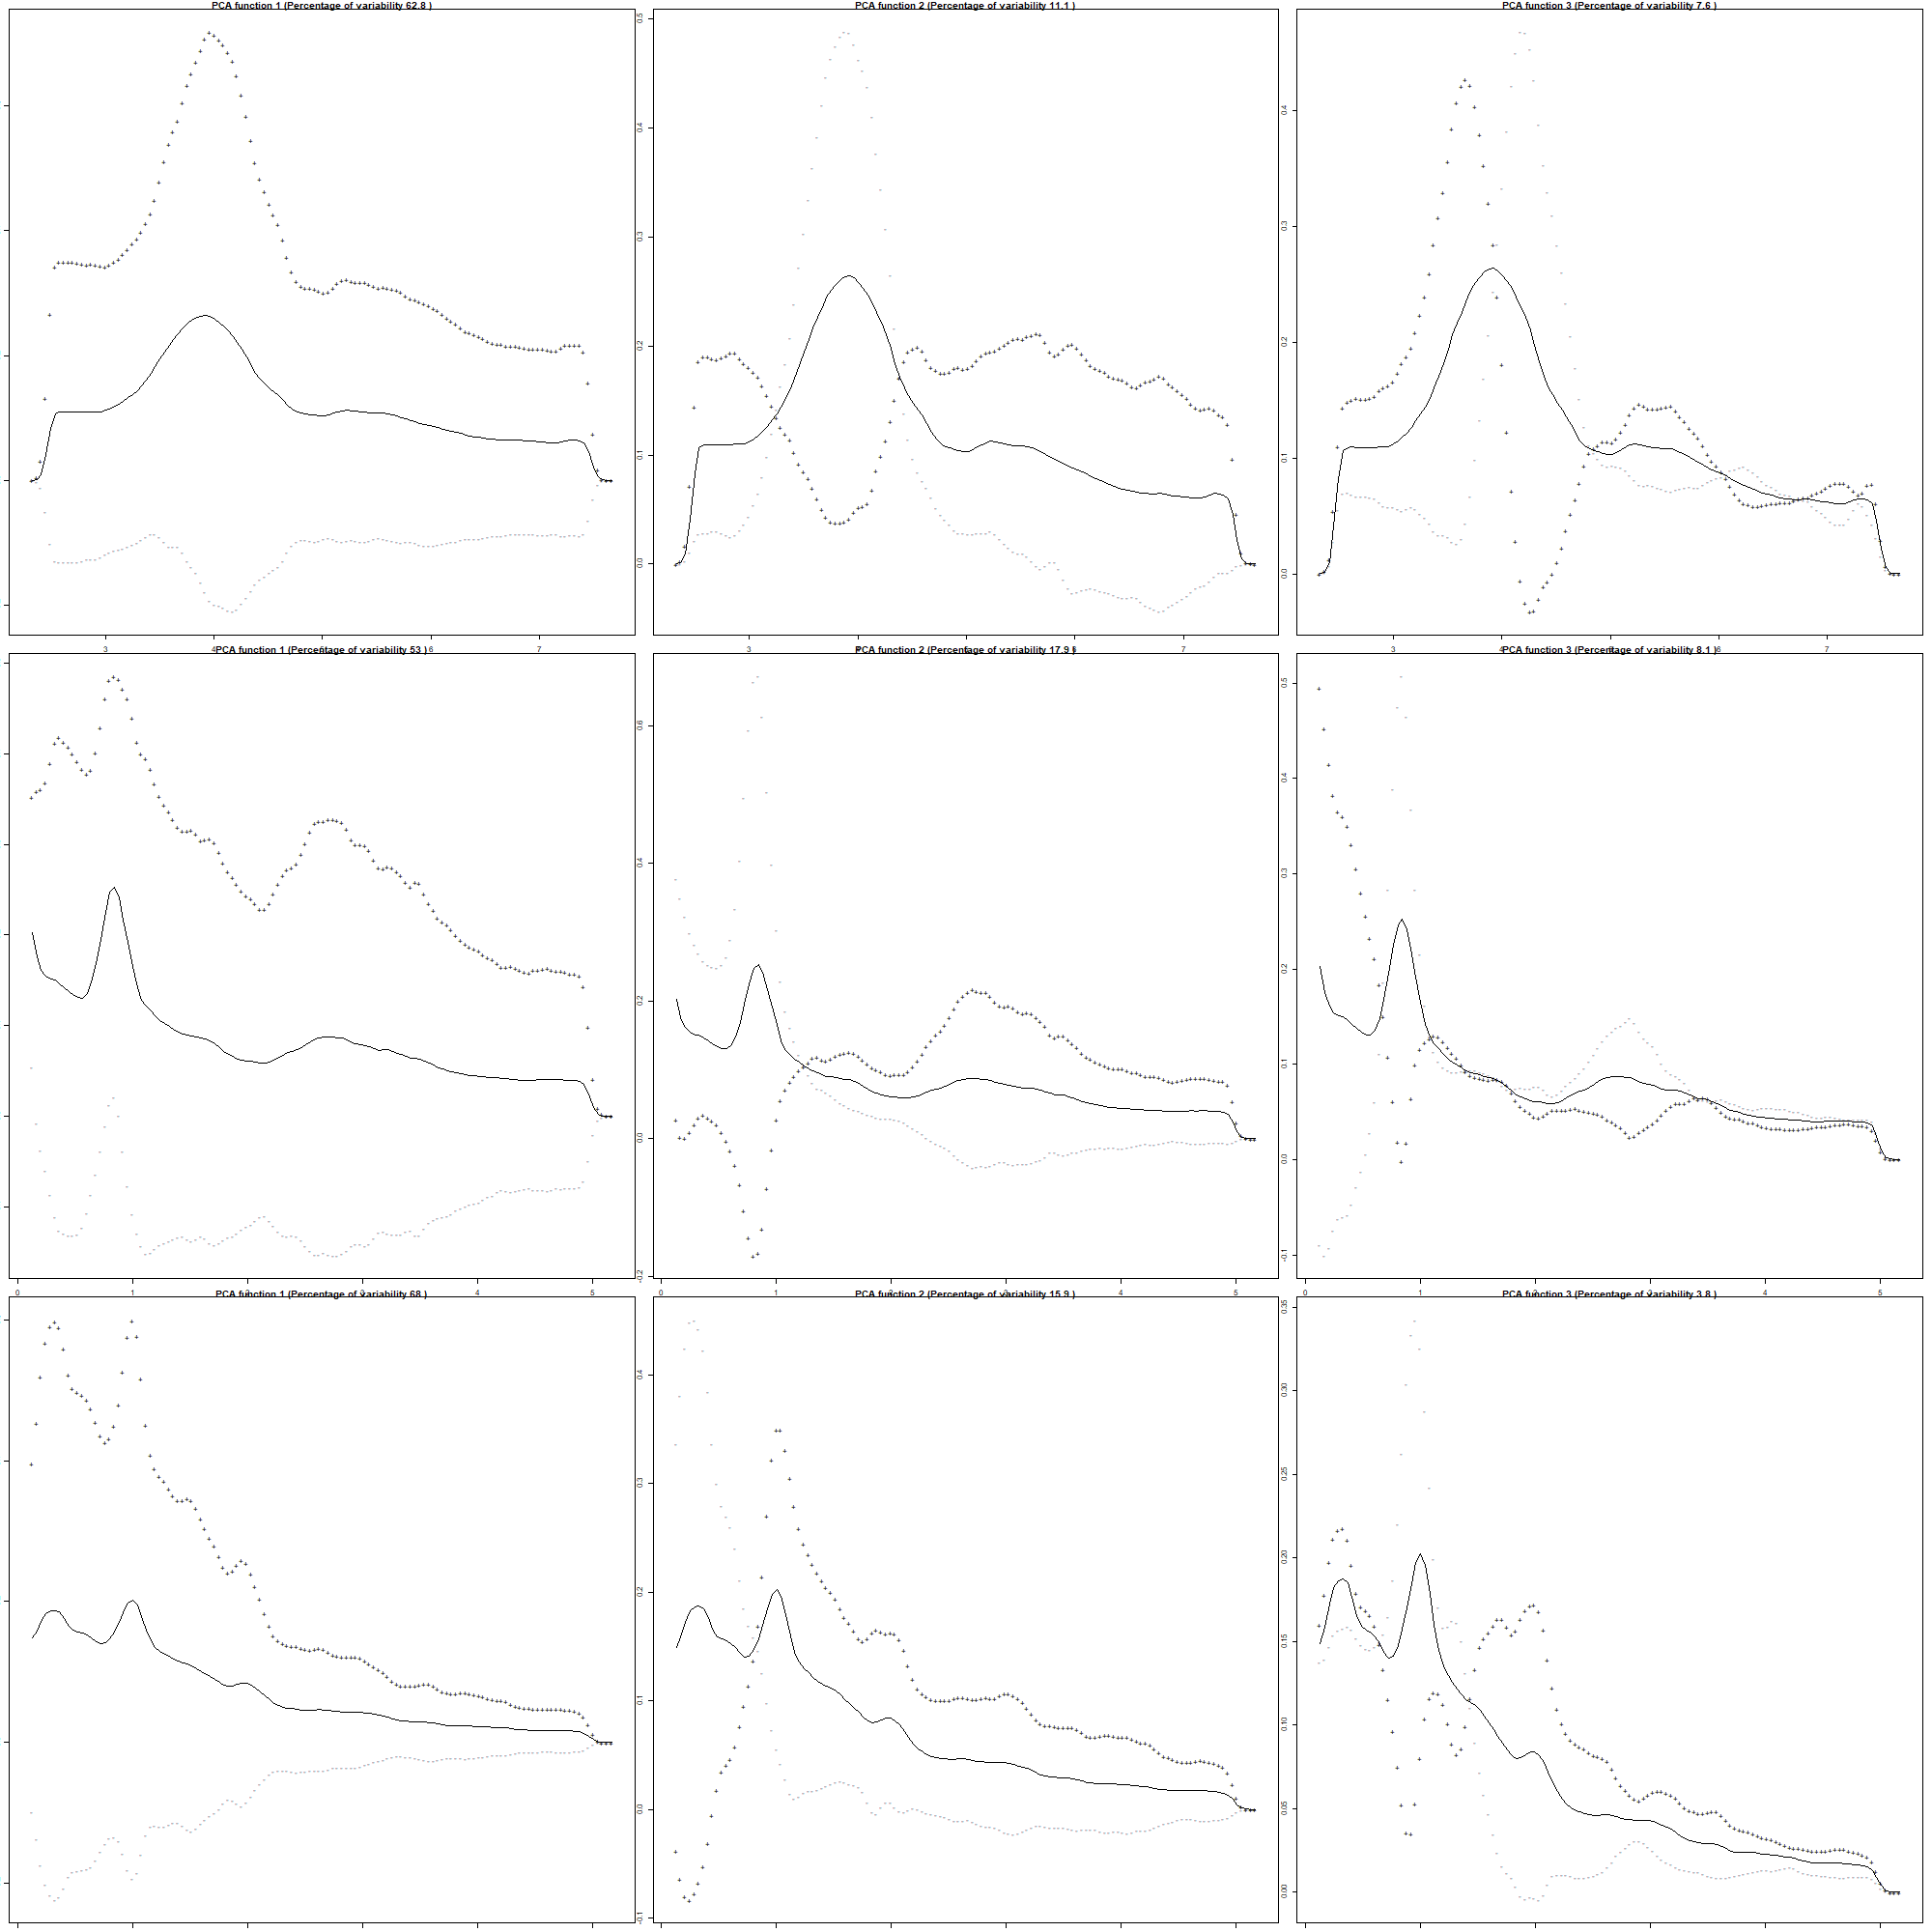 PCA function 1 (Percentage of variability 62.8 )
PCA function 2 (Percentage of variability 11.1 )
PCA function 3 (Percentage of variability 7.6 )
0.5
0.4
0.3
0.2
0.1
0.0
0.4
0.3
0.2
0.1
0.0
3 4 6 7
3 7
3 4 6 7
PCA function 1 (Percentage of variability 53 )
PCA function 2 (Percentage of variability 17.9 )
PCA function 3 (Percentage of variability 8.1 )
0.6
0.4
0.2
0.0
-0.2
0.5
0.4
0.3
0.2
0.1
0.0
-0.1
0 1 4 5
0 1 4 5
0 1 4 5
PCA function 1 (Percentage of variability 68 )
PCA function 2 (Percentage of variability 15.9 )
PCA function 3 (Percentage of variability 3.8 )
0.4
0.3
0.2
0.1
0.0
-0.1
0.35
0.30
0.25
0.20
0.15
0.10
0.05
0.00